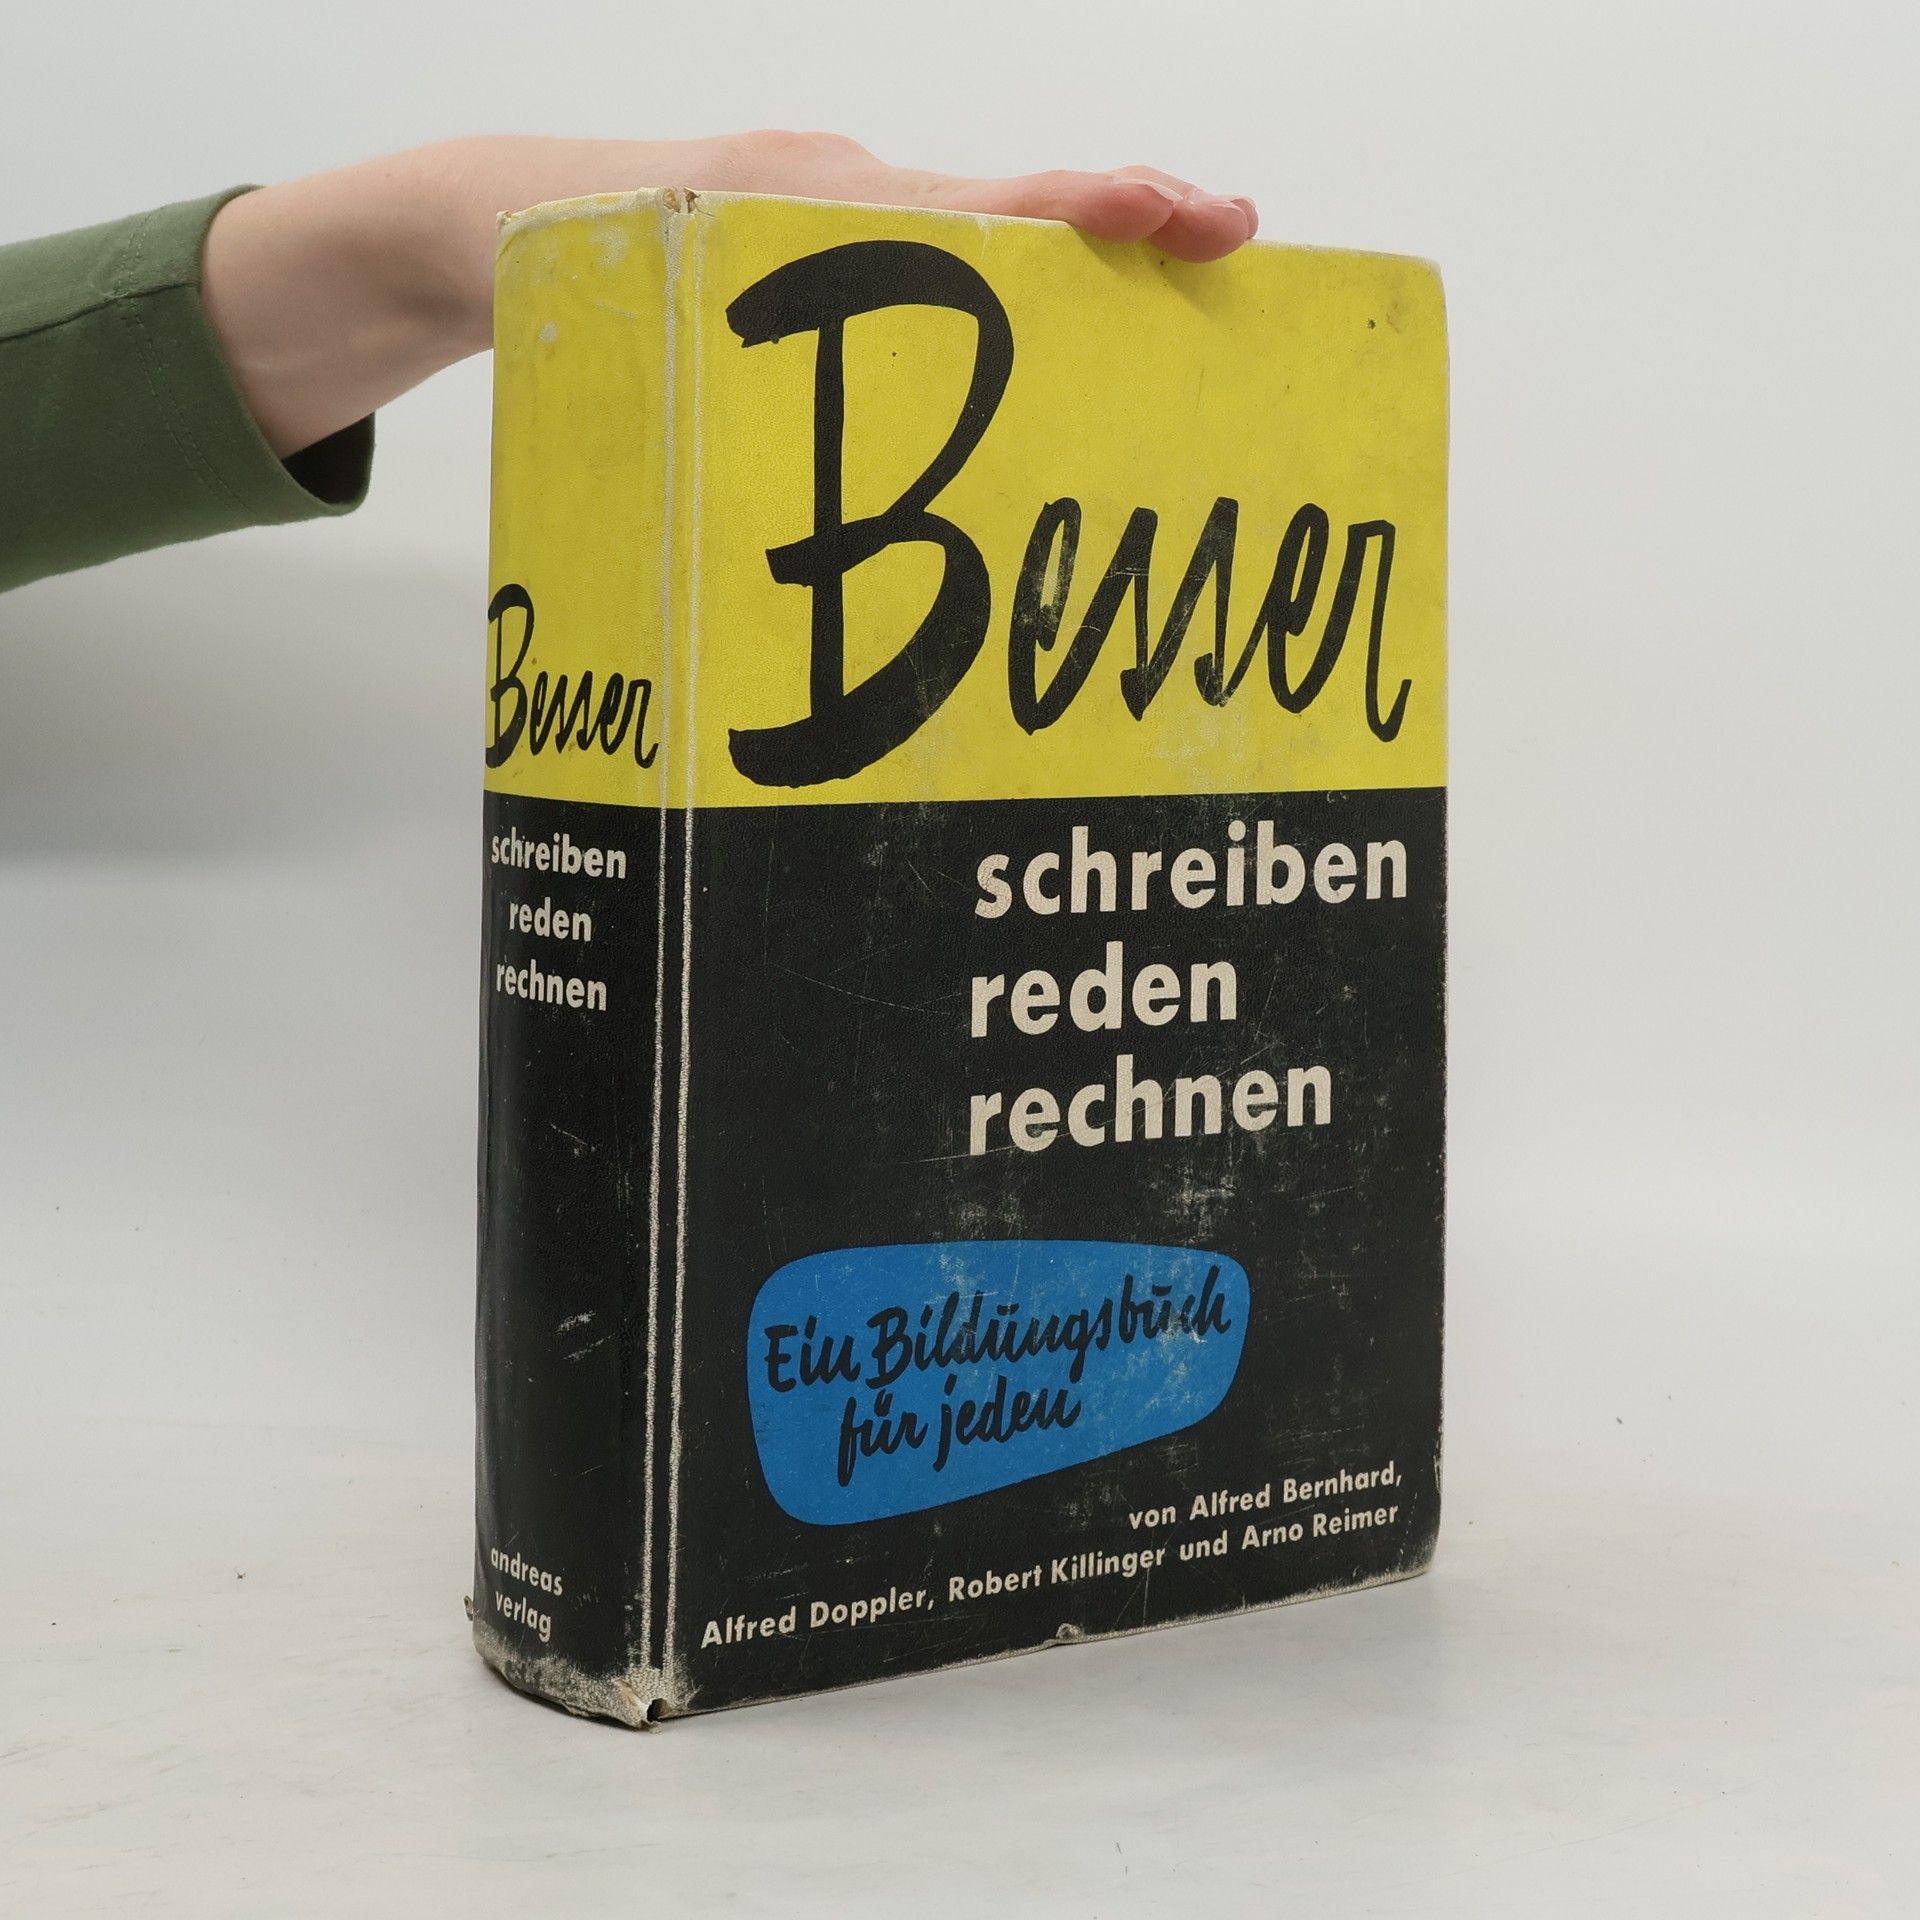 Besser
schreiben
reden
rechnen
andreas
verlag
Besser
schreiben
reden
rechnen
Ein Bildungsbuch
für jeden
von Alfred Bernhard,
Alfred Doppler, Robert Killinger und Arno Reimer